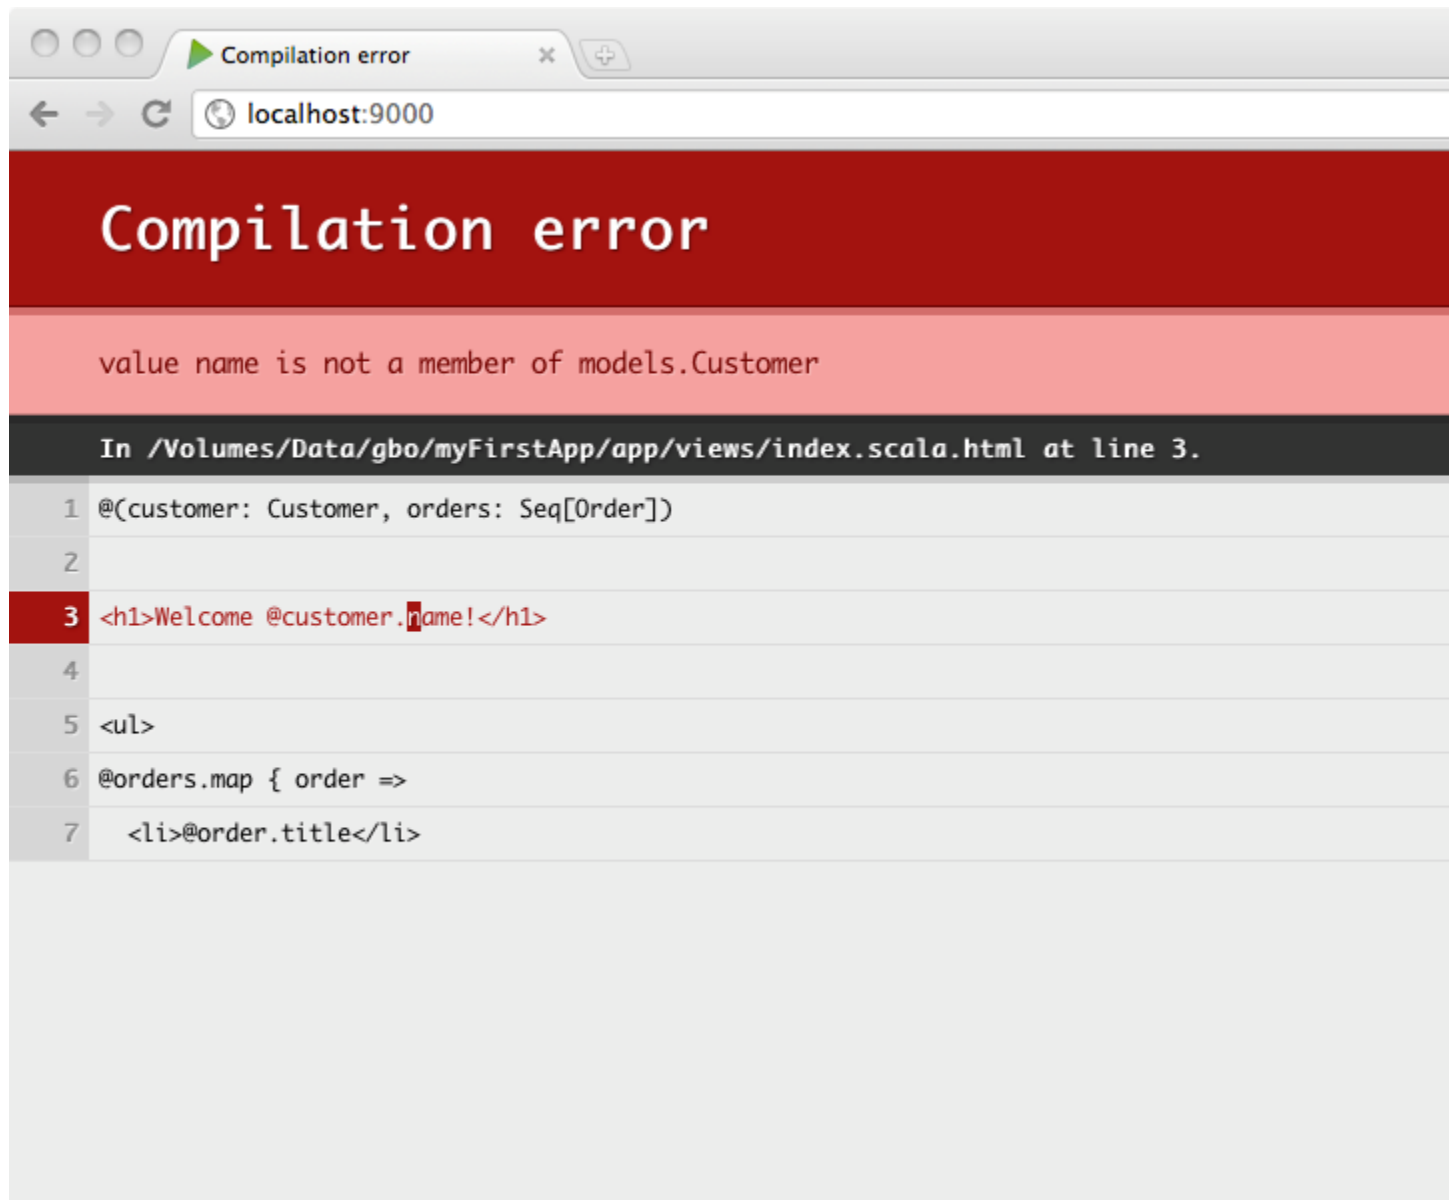 Compilation error
localhost:9000
Compilation error
value name is not a member of models.Customer
In /Volumes/Data/gbo/myFirstApp/app/views/index.scala.html at line 3.
1 @(customer: Customer, orders: Seq[Order])
2
3 <h1>Welcome @customer.name!</h1>
4
5 <ul>
6 @orders.map { order =>
7   <li>@order.title</li>